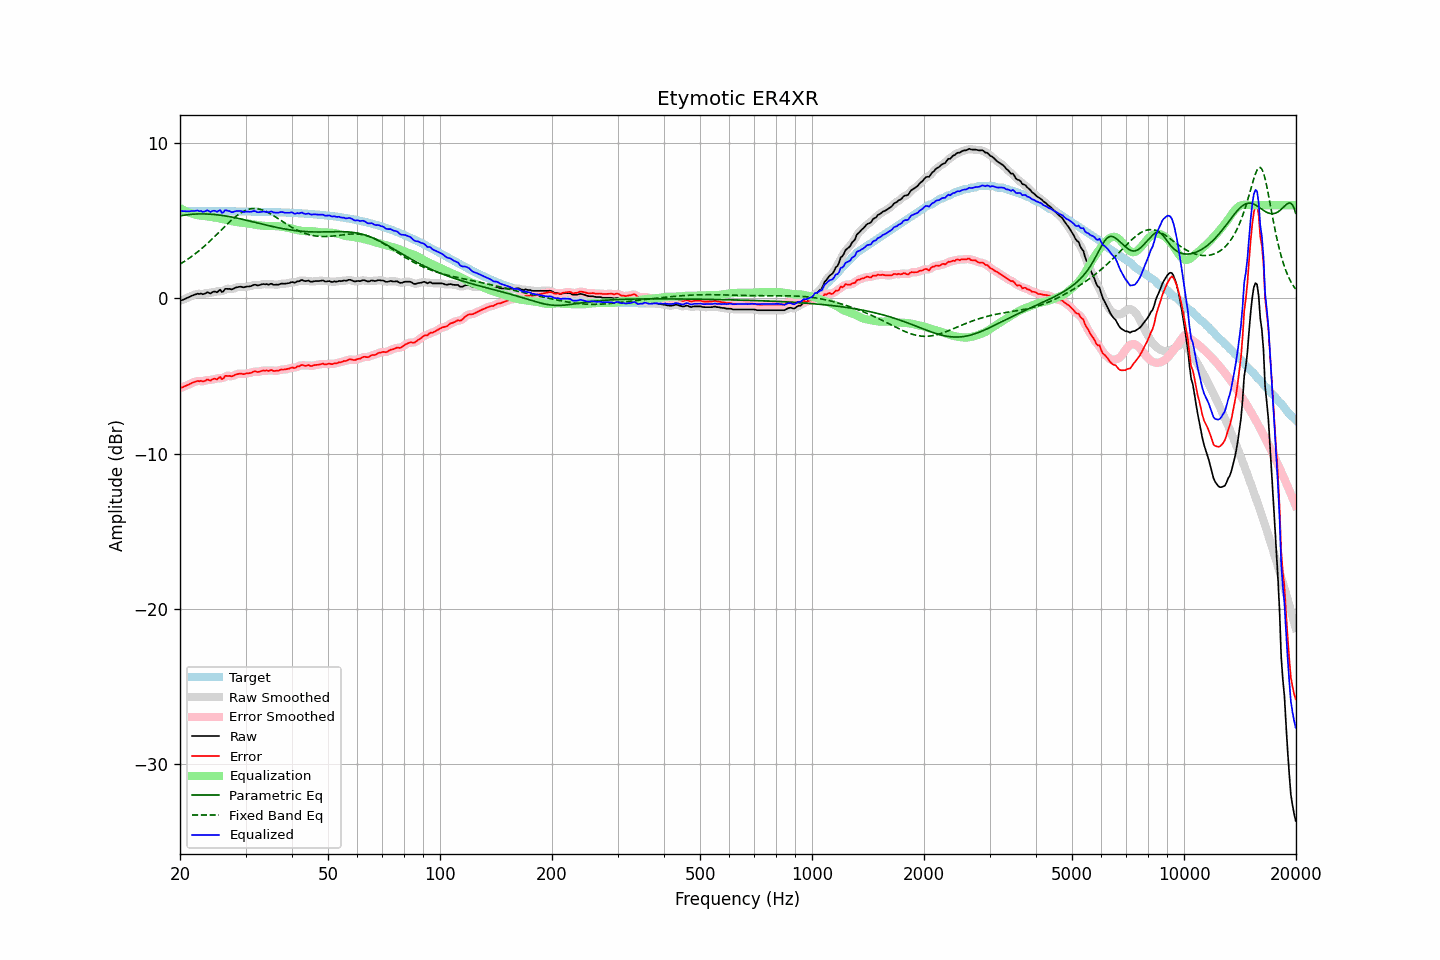 Etymotic ER4XR
10
0
−10
−20
−30
Amplitude (dBr)
Target
Raw Smoothed
Error Smoothed
Raw
Error
Equalization
Parametric Eq
Fixed Band Eq
Equalized
20 50 100 200 500 1000 2000 5000 10000 20000
Frequency (Hz)